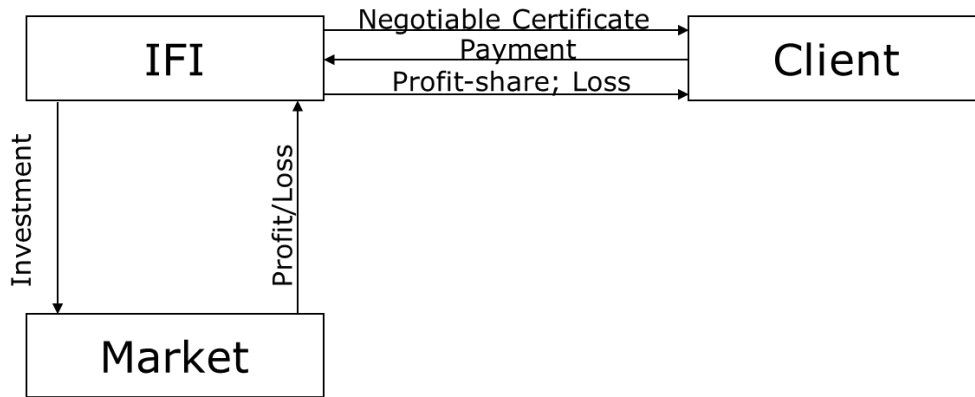 Negotiable Certificate
IFI
Payment
Client
Profit-share; Loss
Investment
Profit/Loss
Market